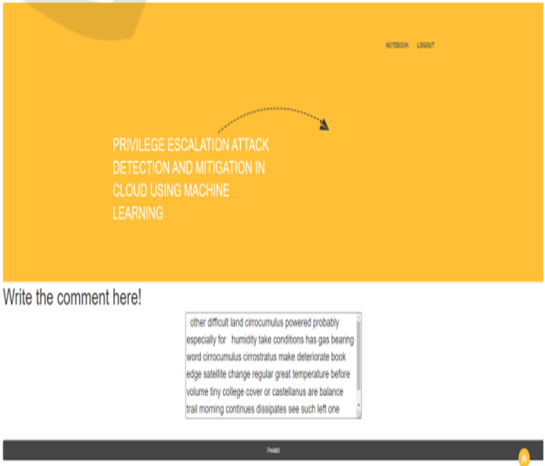 NOTEBOOK LOGOUT
PRIVILEGE ESCALATION ATTACK
DETECTION AND MITIGATION IN
CLOUD USING MACHINE
LEARNING
Write the comment here!
other difficult land cirrocumulus powered probably
especially for humidity take conditions has gas bearing
word cirrocumulus cirrostratus make deteriorate book
edge satellite change regular great temperature before
volume tiny college cover or castellanus are balance
trail morning continues dissipates see such left one
Predict